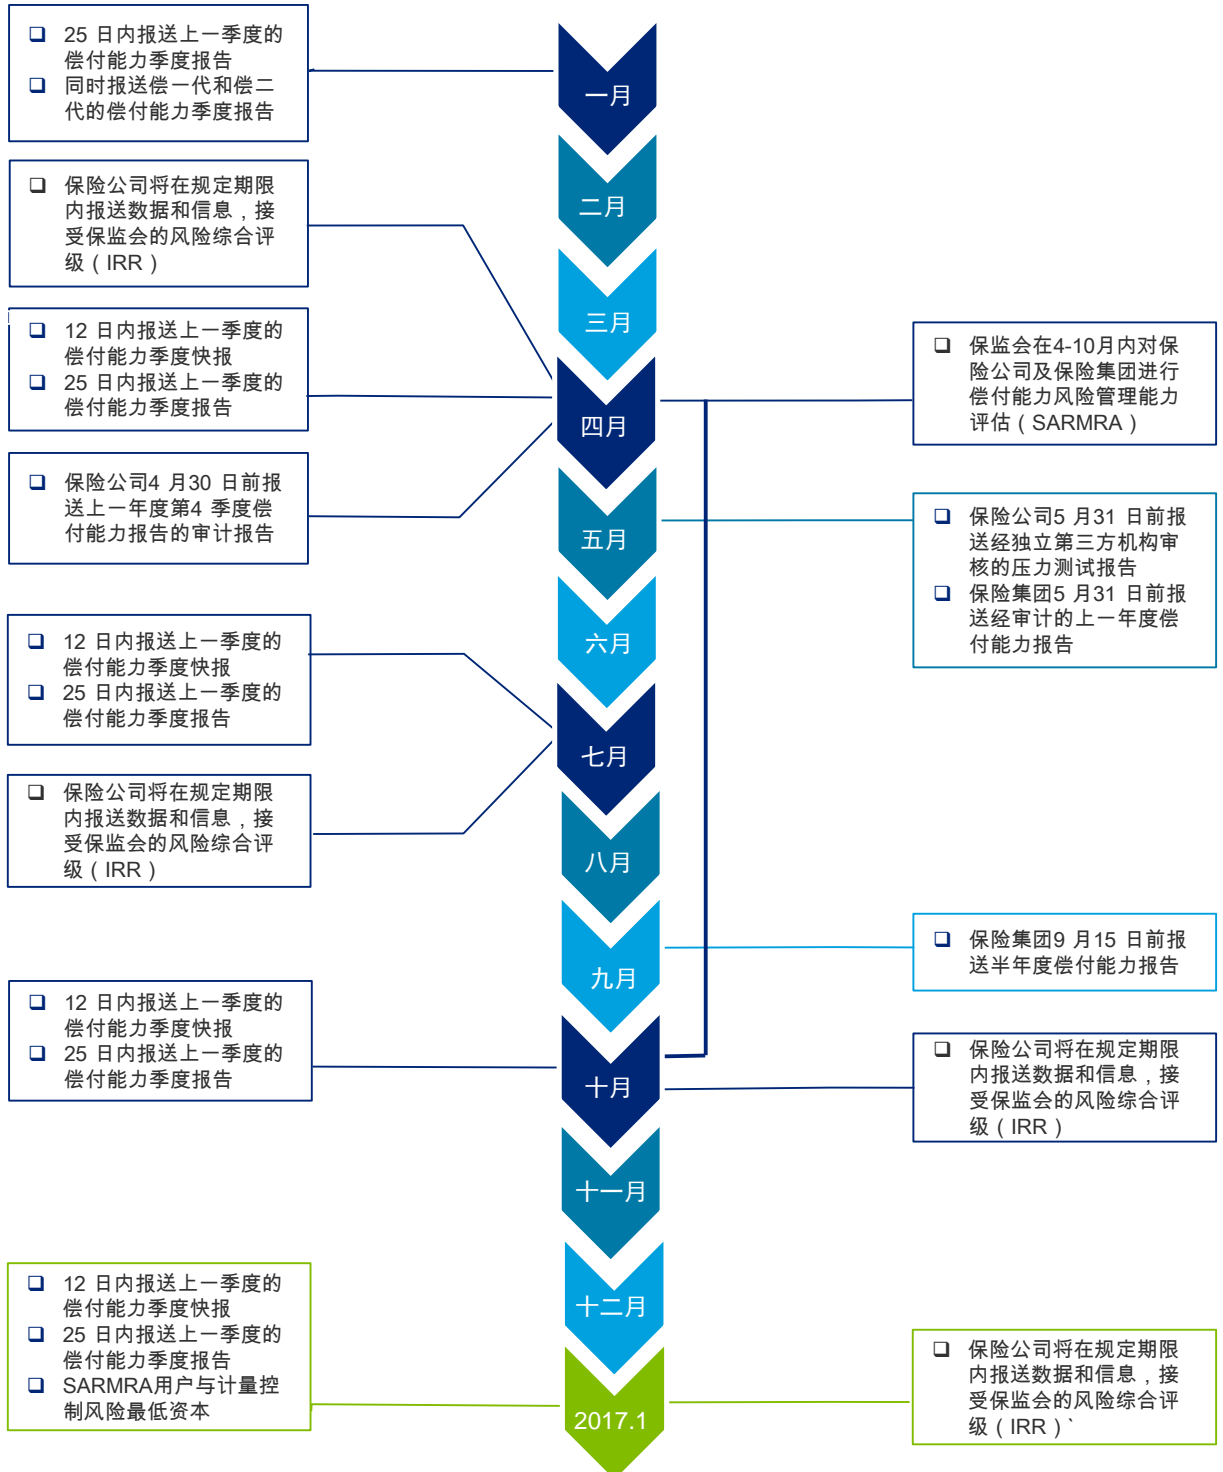 25 日内报送上一季度的
偿付能力季度报告
同时报送偿一代和偿二
代的偿付能力季度报告
一月
保险公司将在规定期限
内报送数据和信息，接
受保监会的风险综合评
级（IRR）
二月
三月
12 日内报送上一季度的
偿付能力季度快报
25 日内报送上一季度的
偿付能力季度报告
保监会在4-10月内对保
险公司及保险集团进行
偿付能力风险管理能力
评估（SARMRA）
四月
保险公司4 月30 日前报
送上一年度第4 季度偿
付能力报告的审计报告
五月
保险公司5 月31 日前报
送经独立第三方机构审
核的压力测试报告
保险集团5 月31 日前报
送经审计的上一年度偿
付能力报告
六月
12 日内报送上一季度的
偿付能力季度快报
25 日内报送上一季度的
偿付能力季度报告
七月
保险公司将在规定期限
内报送数据和信息，接
受保监会的风险综合评
级（IRR）
八月
九月
保险集团9 月15 日前报
送半年度偿付能力报告
12 日内报送上一季度的
偿付能力季度快报
25 日内报送上一季度的
偿付能力季度报告
十月
保险公司将在规定期限
内报送数据和信息，接
受保监会的风险综合评
级（IRR）
十一月
十二月
12 日内报送上一季度的
偿付能力季度快报
25 日内报送上一季度的
偿付能力季度报告
SARMRA用户与计量控
制风险最低资本
2017.1
保险公司将在规定期限
内报送数据和信息，接
受保监会的风险综合评
级（IRR）`